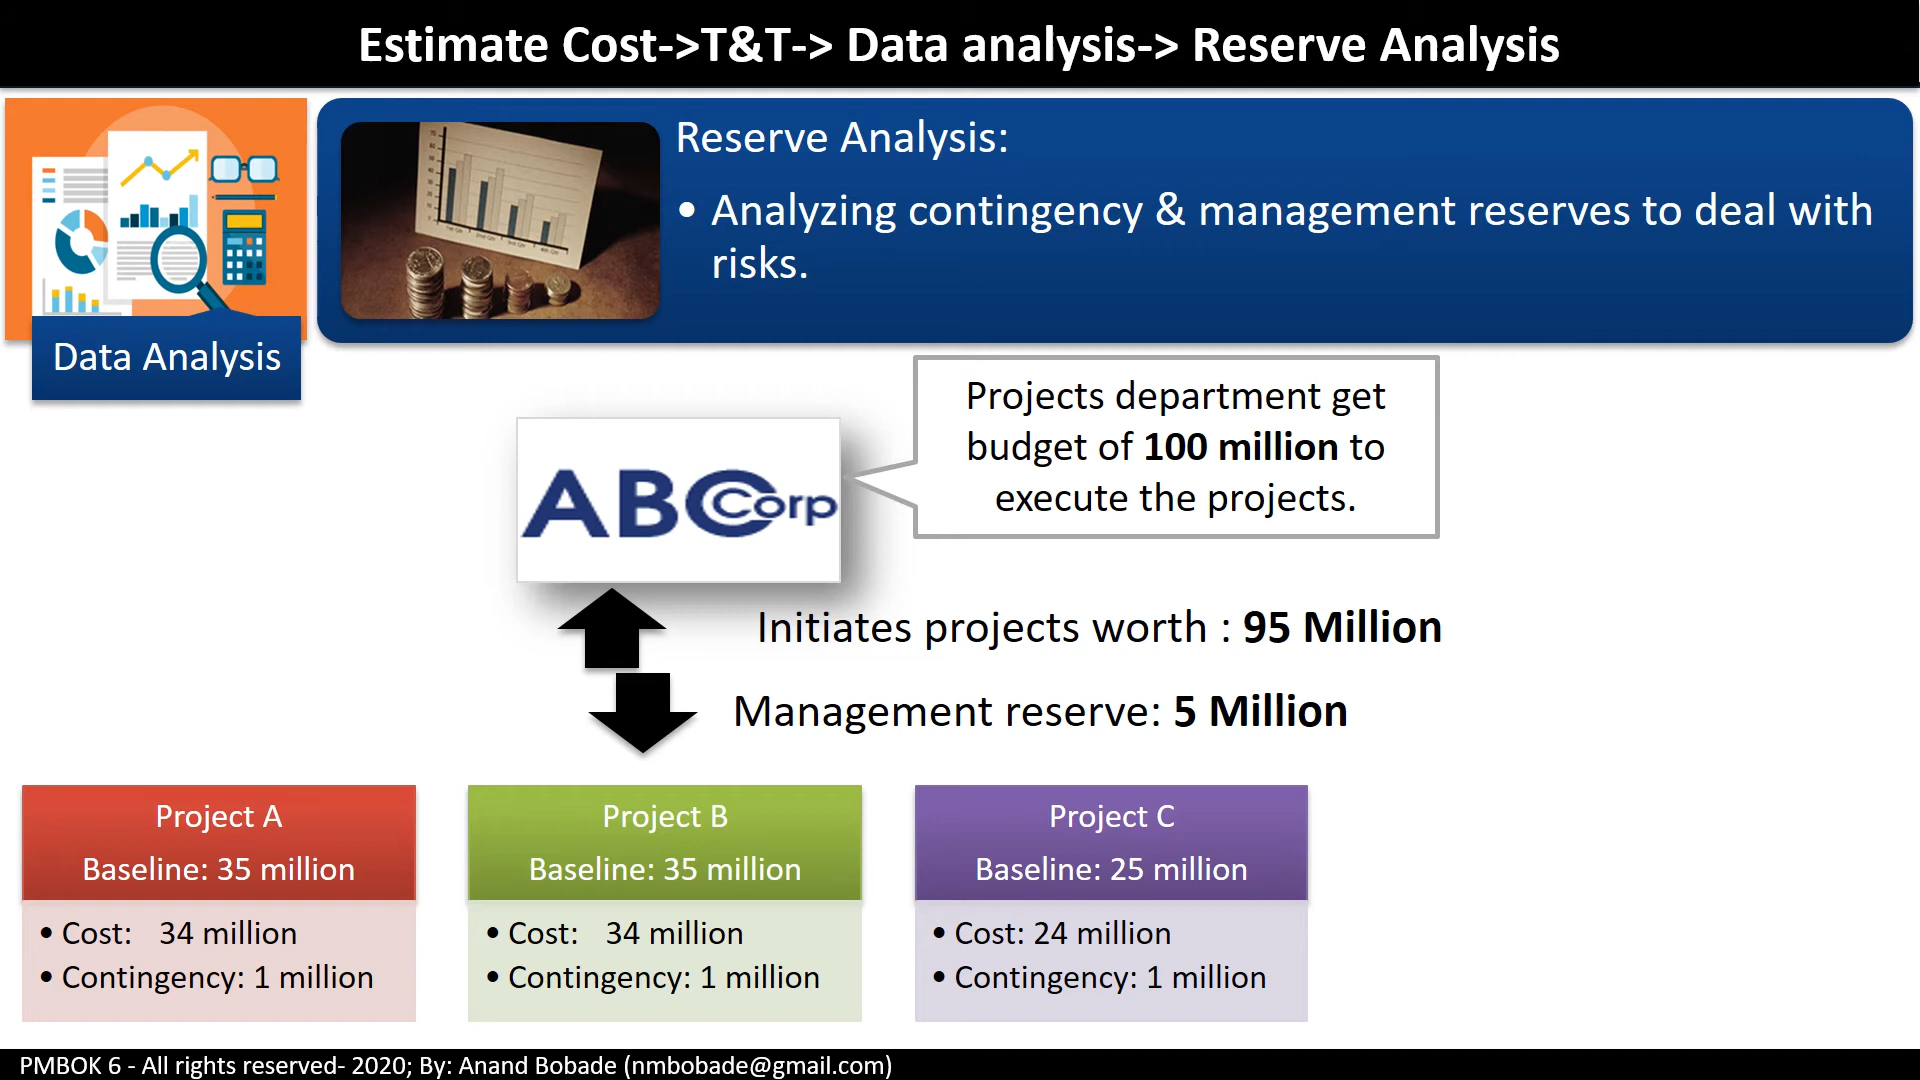 Estimate Cost->T&T-> Data analysis-> Reserve Analysis
Reserve Analysis:
• Analyzing contingency & management reserves to deal with
risks.
Data Analysis
Projects department get
budget of 100 million to
execute the projects.
ABC Corp
Initiates projects worth : 95 Million
Management reserve: 5 Million
Project A
Baseline: 35 million
• Cost: 34 million
• Contingency: 1 million
Project B
Baseline: 35 million
• Cost: 34 million
• Contingency: 1 million
Project C
Baseline: 25 million
• Cost: 24 million
• Contingency: 1 million
PMBOK 6 - All rights reserved- 2020; By: Anand Bobade (nmbobade@gmail.com)